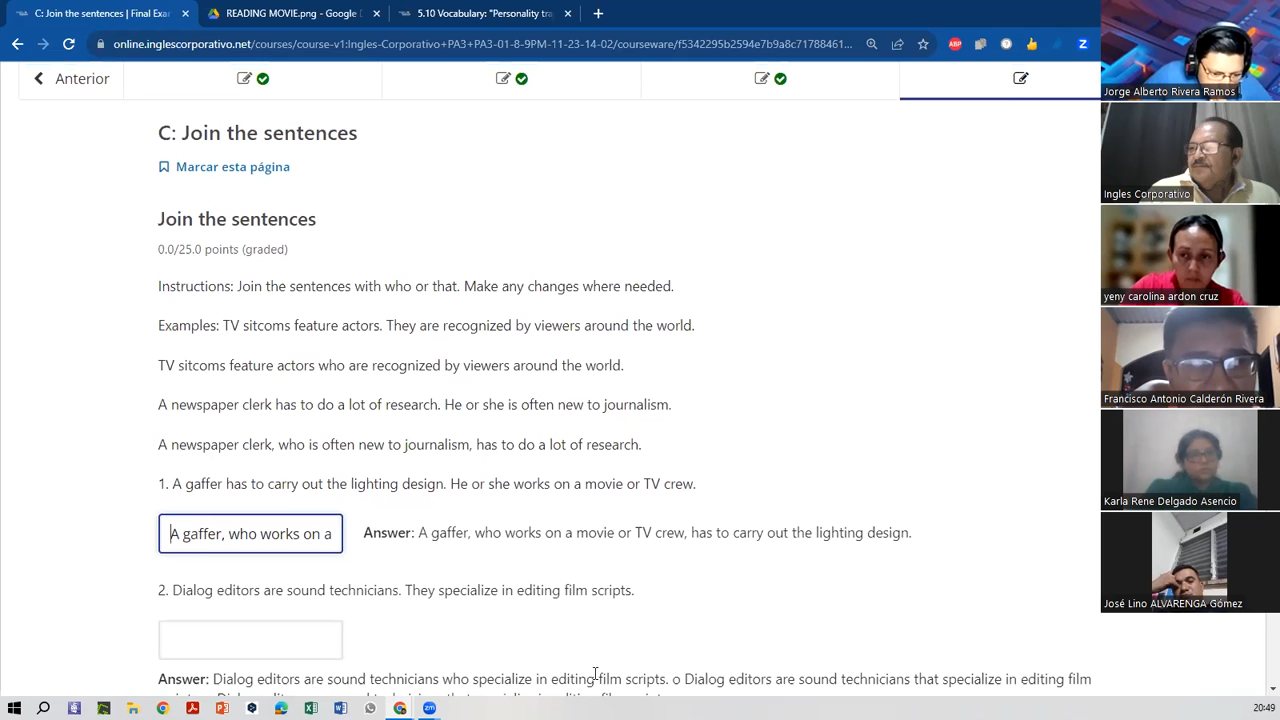 C: Join the sentences | Final Exa
READING MOVIE.png - Google D
5.10 Vocabulary: "Personality tra
online.inglescorporativo.net/courses/course-v1:Ingles-Corporativo+PA3+PA3-01-8-9PM-11-23-14-02/courseware/f5342295b2594e7b9a8c71788461...
ABP
Z
Anterior
C: Join the sentences
Marcar esta página
Join the sentences
0.0/25.0 points (graded)
Instructions: Join the sentences with who or that. Make any changes where needed.
Examples: TV sitcoms feature actors. They are recognized by viewers around the world.
TV sitcoms feature actors who are recognized by viewers around the world.
A newspaper clerk has to do a lot of research. He or she is often new to journalism.
A newspaper clerk, who is often new to journalism, has to do a lot of research.
1. A gaffer has to carry out the lighting design. He or she works on a movie or TV crew.
A gaffer, who works on a
Answer: A gaffer, who works on a movie or TV crew, has to carry out the lighting design.
2. Dialog editors are sound technicians. They specialize in editing film scripts.
Answer: Dialog editors are sound technicians who specialize in editing film scripts. o Dialog editors are sound technicians that specialize in editing film
Jorge Alberto Rivera Ramos
Ingles Corporativo
yeny carolina ardon cruz
Francisco Antonio Calderón Rivera
Karla Rene Delgado Asencio
José Lino ALVARENGA Gómez
20:49